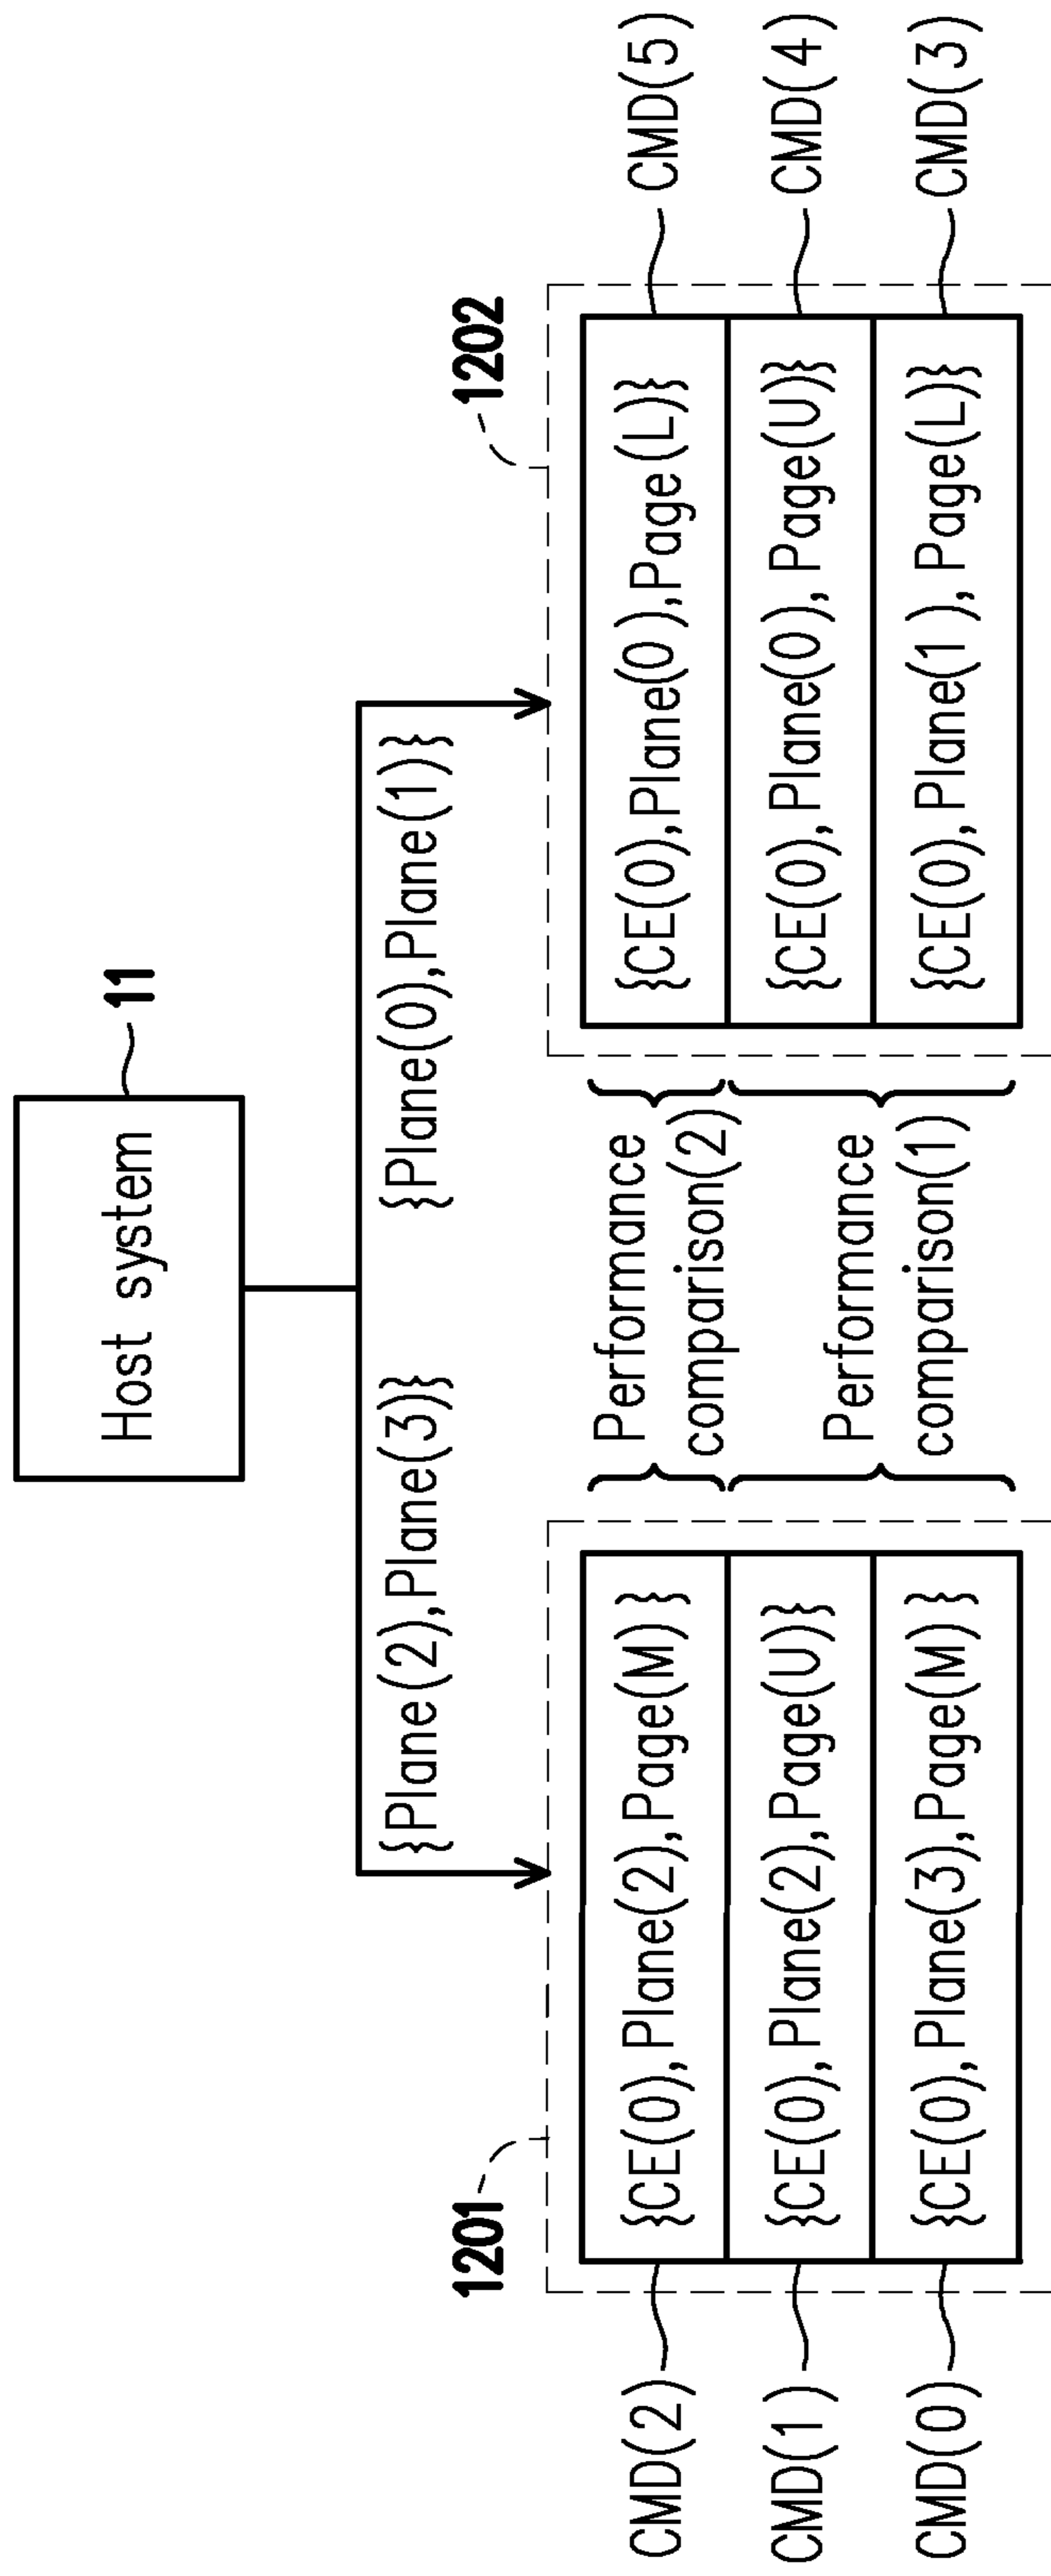 Host system
11
{Plane(2),Plane(3)}
{Plane(0),Plane(1)}
1201
1202
CMD(2)
{CE(0),Plane(2),Page(M)}
Performance
comparison(2)
{CE(0),Plane(0),Page(L)}
CMD(5)
CMD(1)
{CE(0),Plane(2),Page(U)}
{CE(0),Plane(0),Page(U)}
CMD(4)
Performance
comparison(1)
CMD(0)
{CE(0),Plane(3),Page(M)}
{CE(0),Plane(1),Page(L)}
CMD(3)